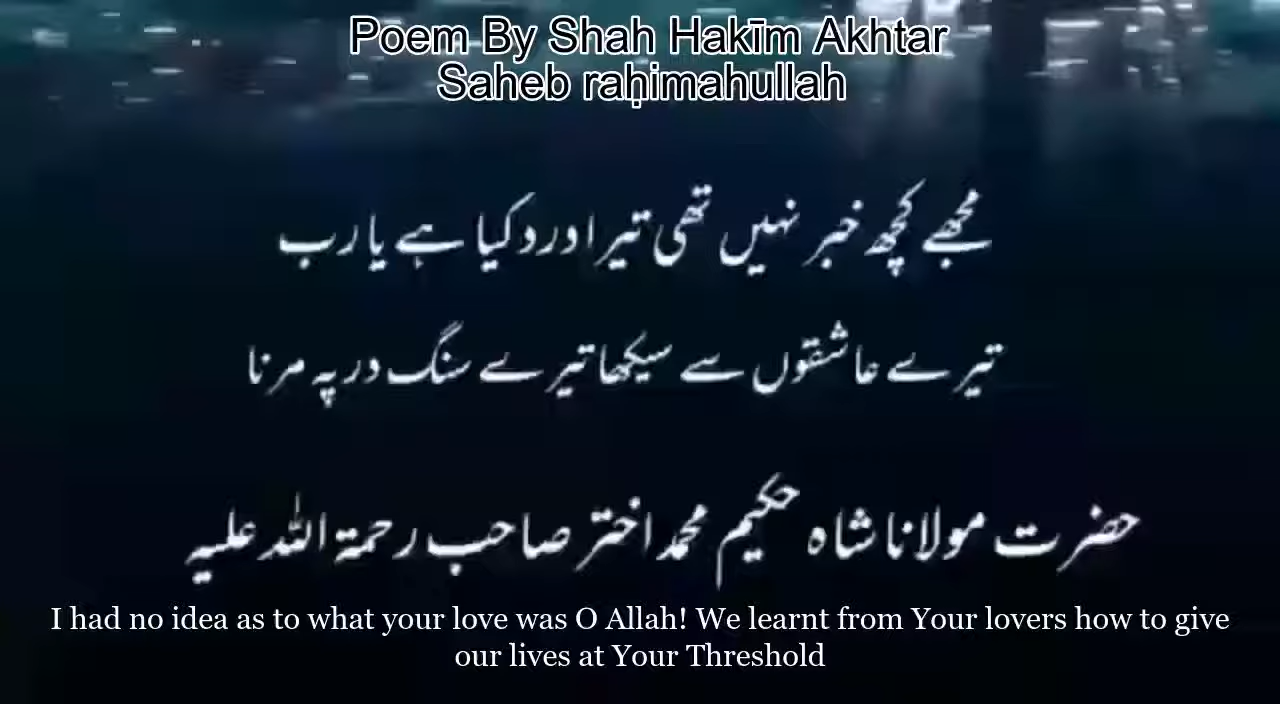 Poem By Shah Hakīm Akhtar
Saheb raḥimahullah
مجھے کچھ خبر نہیں تھی تیرا درد کیا ہے یا رب
تیرے عاشقوں سے سیکھا تیرے سنگ در پہ مرنا
حضرت مولانا شاہ حکیم محمد اختر صاحب رحمۃ اللہ علیہ
I had no idea as to what your love was O Allah! We learnt from Your lovers how to give
our lives at Your Threshold